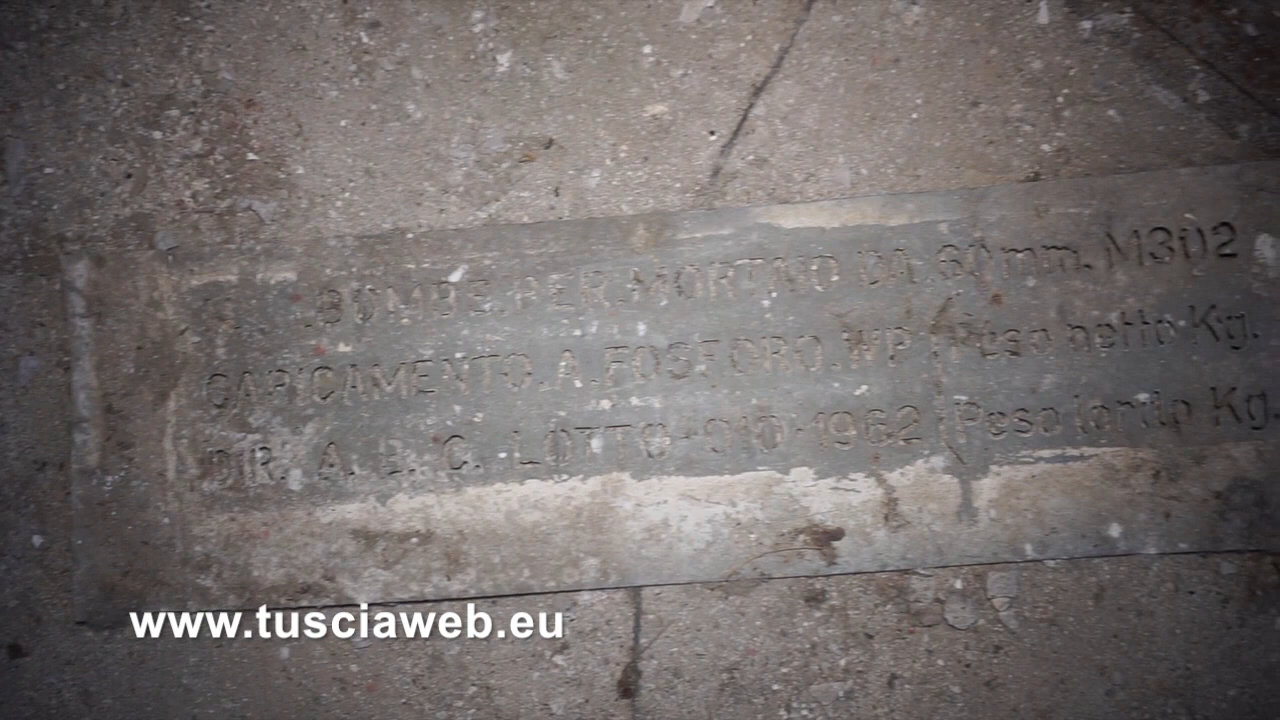 .BOMBE.PER.MORTAIO DA.60mm. M302
CARICAMENTO.A.FOSFORO.WP Peso netto Kg.
DIR. A. B. C. LOTTO 1962 Peso lordo Kg.
www.tusciaweb.eu